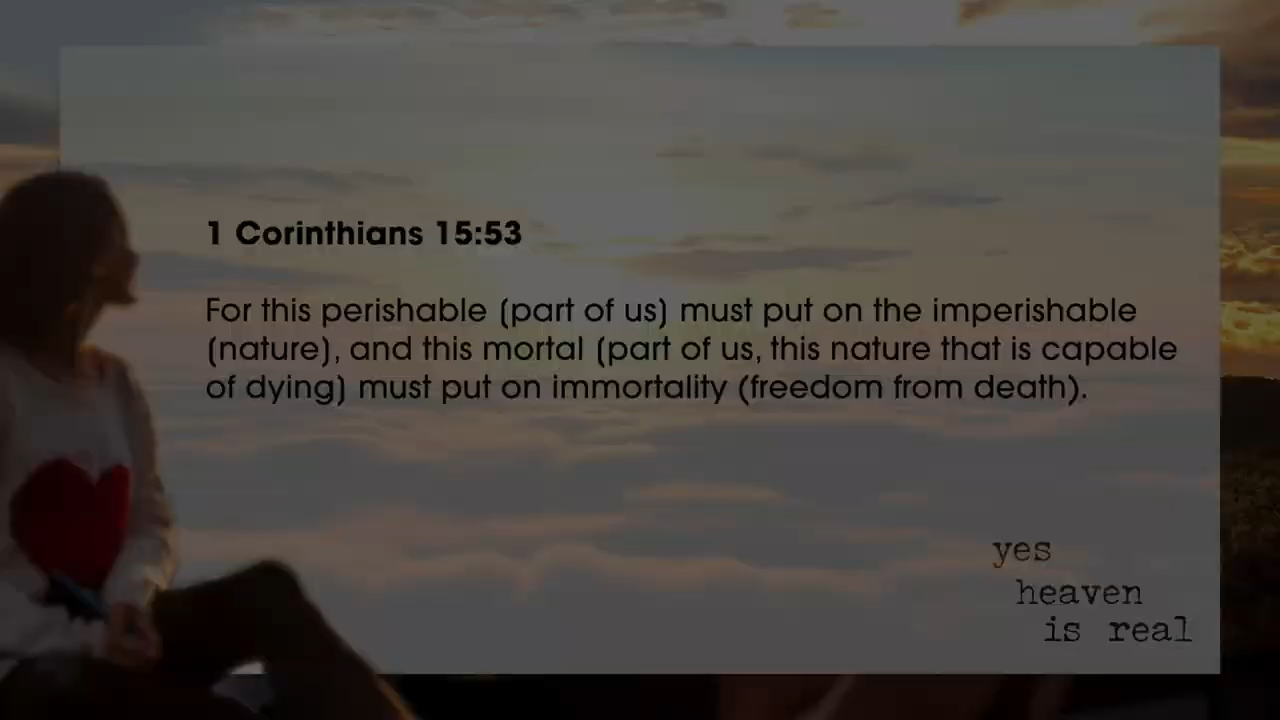 1 Corinthians 15:53
For this perishable (part of us) must put on the imperishable
(nature), and this mortal (part of us, this nature that is capable
of dying) must put on immortality (freedom from death).
yes
heaven
is real